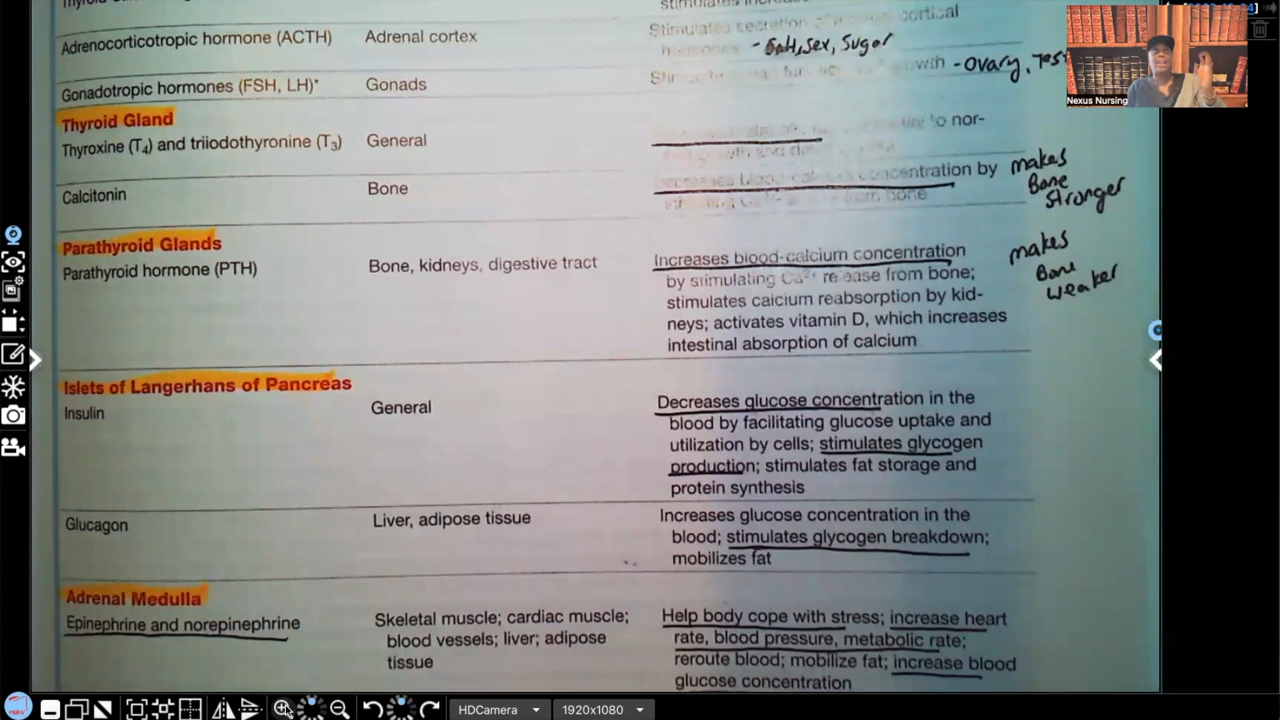 stimulates
Adrenocorticotropic hormone (ACTH) Adrenal cortex Stimulates secretion of cortical
hormones - Salt, Sex, Sugar
Gonadotropic hormones (FSH, LH)* Gonads growth - ovary,
Thyroid Gland
Thyroxine (T4) and triiodothyronine (T3) General to nor-
growth and
Calcitonin Bone concentration by makes
from bone Bone
Stronger
Parathyroid Glands
Parathyroid hormone (PTH) Bone, kidneys, digestive tract Increases blood-calcium concentration makes
by stimulating Ca2+ release from bone; Bone
stimulates calcium reabsorption by kid- weaker
neys; activates vitamin D, which increases
intestinal absorption of calcium
Islets of Langerhans of Pancreas
Insulin General Decreases glucose concentration in the
blood by facilitating glucose uptake and
utilization by cells; stimulates glycogen
production; stimulates fat storage and
protein synthesis
Glucagon Liver, adipose tissue Increases glucose concentration in the
blood; stimulates glycogen breakdown;
mobilizes fat
Adrenal Medulla
Epinephrine and norepinephrine Skeletal muscle; cardiac muscle; Help body cope with stress; increase heart
blood vessels; liver; adipose rate, blood pressure, metabolic rate;
tissue reroute blood; mobilize fat; increase blood
glucose concentration
Nexus Nursing
HDCamera 1920x1080